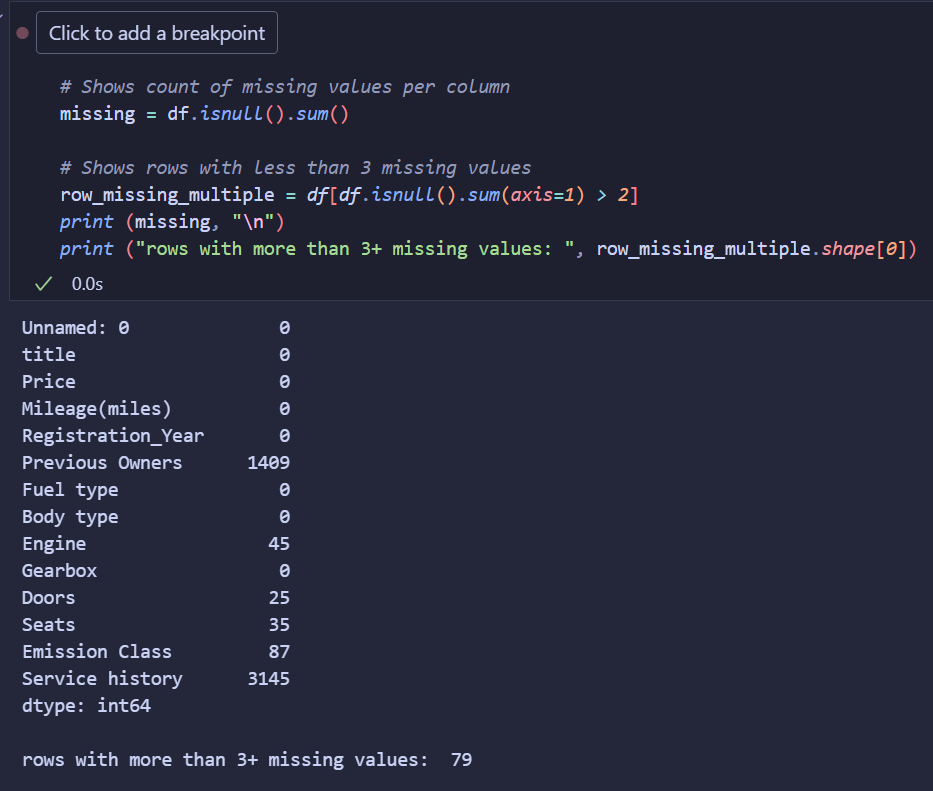 Click to add a breakpoint
# Shows count of missing values per column
missing = df.isnull().sum()
# Shows rows with less than 3 missing values
row_missing_multiple = df[df.isnull().sum(axis=1) > 2]
print (missing, "\n")
print ("rows with more than 3+ missing values: ", row_missing_multiple.shape[0])
0.0s
Unnamed: 0 0
title 0
Price 0
Mileage(miles) 0
Registration_Year 0
Previous Owners 1409
Fuel type 0
Body type 0
Engine 45
Gearbox 0
Doors 25
Seats 35
Emission Class 87
Service history 3145
dtype: int64
rows with more than 3+ missing values:  79